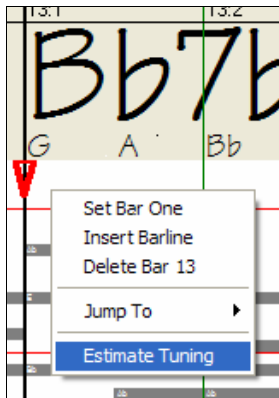 13:1 13:2
Bb7b
G A Bb
Set Bar One
Insert Barline
Delete Bar 13
Jump To
Estimate Tuning